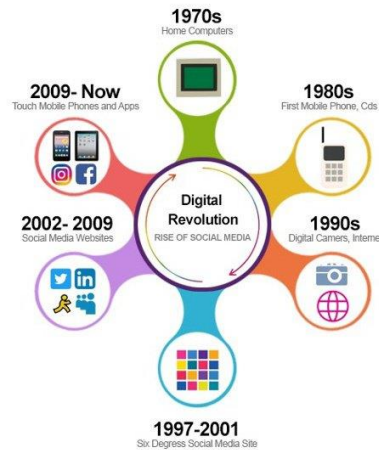 1970s
Home Computers
2009- Now
Touch Mobile Phones and Apps
1980s
First Mobile Phone, Cds
Digital
Revolution
RISE OF SOCIAL MEDIA
2002- 2009
Social Media Websites
1990s
Digital Camers, Internet
1997-2001
Six Degress Social Media Site